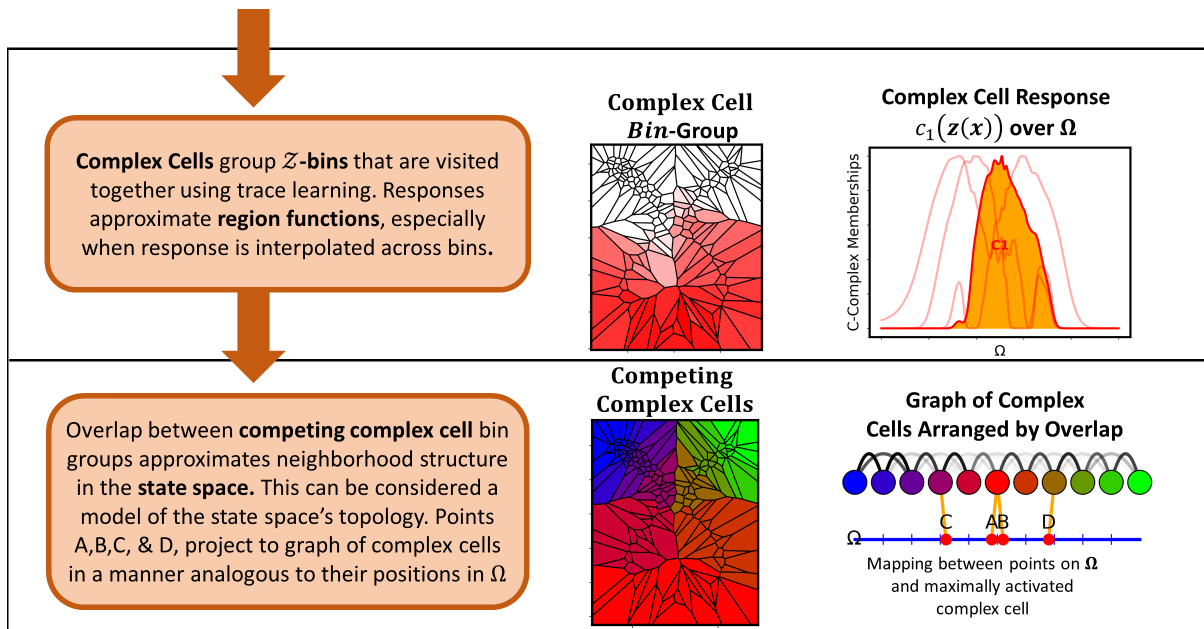 Complex Cells group 𝒵-bins that are visited
together using trace learning. Responses
approximate region functions, especially
when response is interpolated across bins.
Complex Cell
Bin-Group
Complex Cell Response
c₁(z(x)) over Ω
C-Complex Memberships
C1
Ω
Overlap between competing complex cell bin
groups approximates neighborhood structure
in the state space. This can be considered a
model of the state space's topology. Points
A,B,C, & D, project to graph of complex cells
in a manner analogous to their positions in Ω
Competing
Complex Cells
Graph of Complex
Cells Arranged by Overlap
C AB D
Ω
Mapping between points on Ω
and maximally activated
complex cell